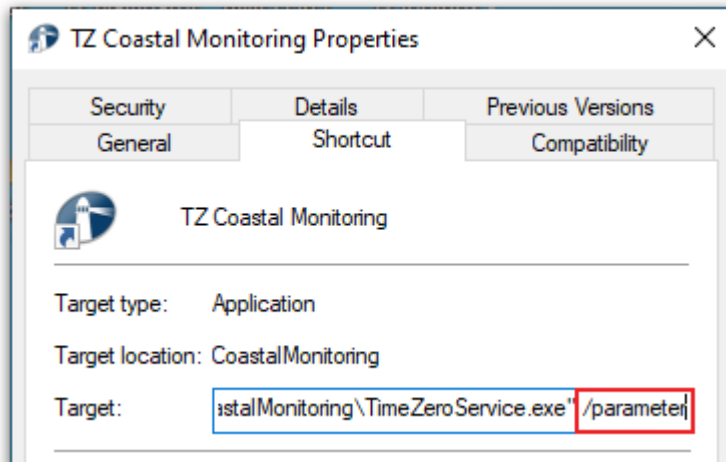 TZ Coastal Monitoring Properties
Security Details Previous Versions
General Shortcut Compatibility
TZ Coastal Monitoring
Target type: Application
Target location: CoastalMonitoring
Target: astalMonitoring\TimeZeroService.exe" /parameter